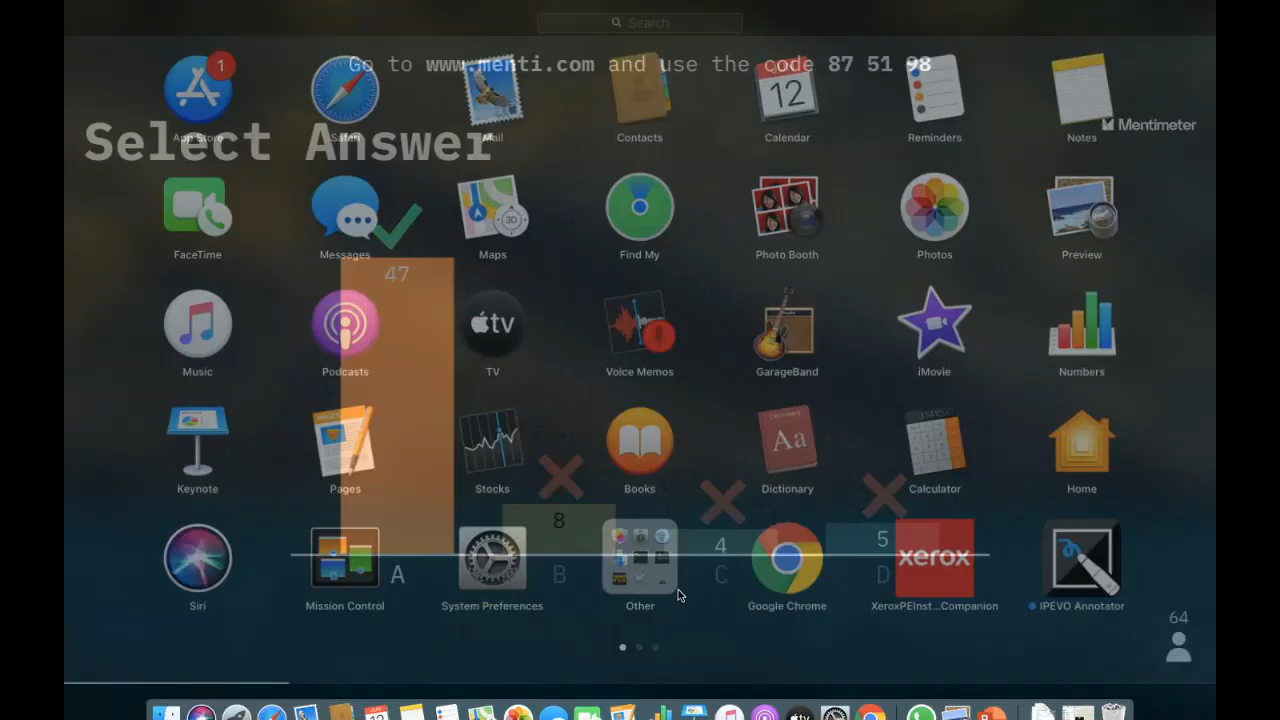 Search
Go to www.menti.com and use the code 87 51 98
1
12
App Store Safari Mail Contacts Calendar Reminders Notes
Mentimeter
Select Answer
3D
FaceTime Messages Maps Find My Photo Booth Photos Preview
47
tv
Music Podcasts TV Voice Memos GarageBand iMovie Numbers
Aa
Keynote Pages Stocks Books Dictionary Calculator Home
8
4
5
xerox
A B C D
Siri Mission Control System Preferences Other Google Chrome XeroxPEInst...Companion IPEVO Annotator
64